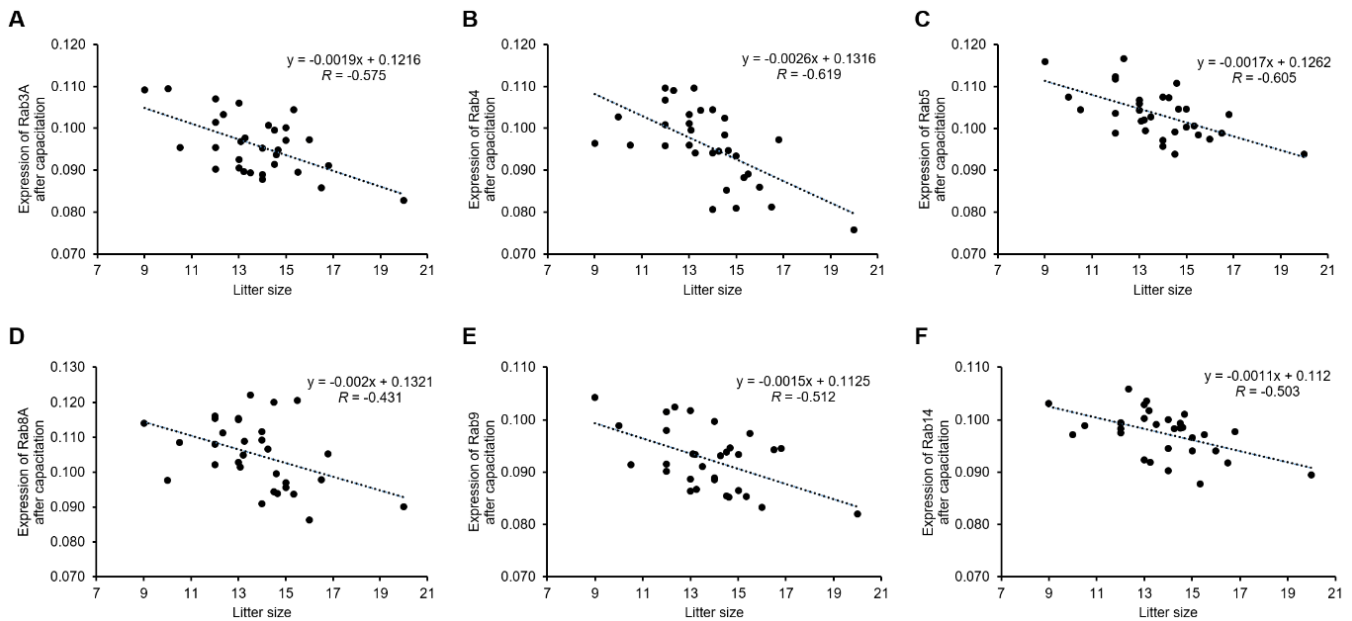 A
Expression of Rab3A
after capacitation
0.120
0.110
0.100
0.090
0.080
0.070
y = -0.0019x + 0.1216
R = -0.575
7 9 11 13 15 17 19 21
Litter size
B
Expression of Rab4
after capacitation
0.120
0.110
0.100
0.090
0.080
0.070
y = -0.0026x + 0.1316
R = -0.619
7 9 11 13 15 17 19 21
Litter size
C
Expression of Rab5
after capacitation
0.120
0.110
0.100
0.090
0.080
0.070
y = -0.0017x + 0.1262
R = -0.605
7 9 11 13 15 17 19 21
Litter size
D
Expression of Rab8A
after capacitation
0.130
0.120
0.110
0.100
0.090
0.080
0.070
y = -0.002x + 0.1321
R = -0.431
7 9 11 13 15 17 19 21
Litter size
E
Expression of Rab9
after capacitation
0.110
0.100
0.090
0.080
0.070
y = -0.0015x + 0.1125
R = -0.512
7 9 11 13 15 17 19 21
Litter size
F
Expression of Rab14
after capacitation
0.110
0.100
0.090
0.080
0.070
y = -0.0011x + 0.112
R = -0.503
7 9 11 13 15 17 19 21
Litter size